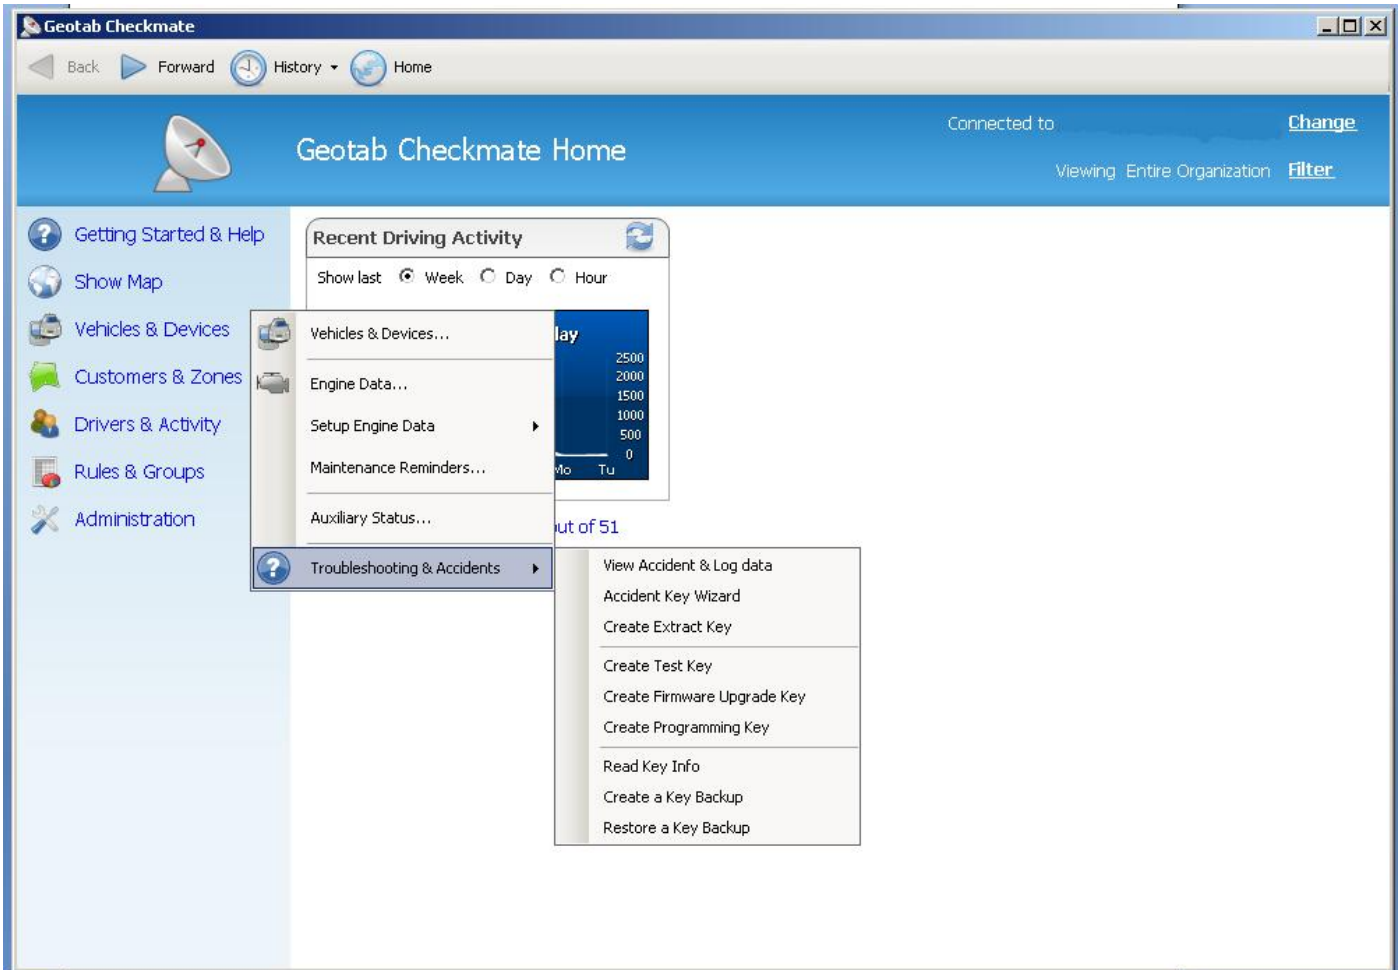 Geotab Checkmate
Back Forward History Home
Geotab Checkmate Home
Connected to Change
Viewing Entire Organization Filter
Getting Started & Help
Show Map
Vehicles & Devices
Customers & Zones
Drivers & Activity
Rules & Groups
Administration
Recent Driving Activity
Show last Week Day Hour
lay
2500
2000
1500
1000
500
0
Mo Tu
out of 51
Vehicles & Devices...
Engine Data...
Setup Engine Data
Maintenance Reminders...
Auxiliary Status...
Troubleshooting & Accidents
View Accident & Log data
Accident Key Wizard
Create Extract Key
Create Test Key
Create Firmware Upgrade Key
Create Programming Key
Read Key Info
Create a Key Backup
Restore a Key Backup